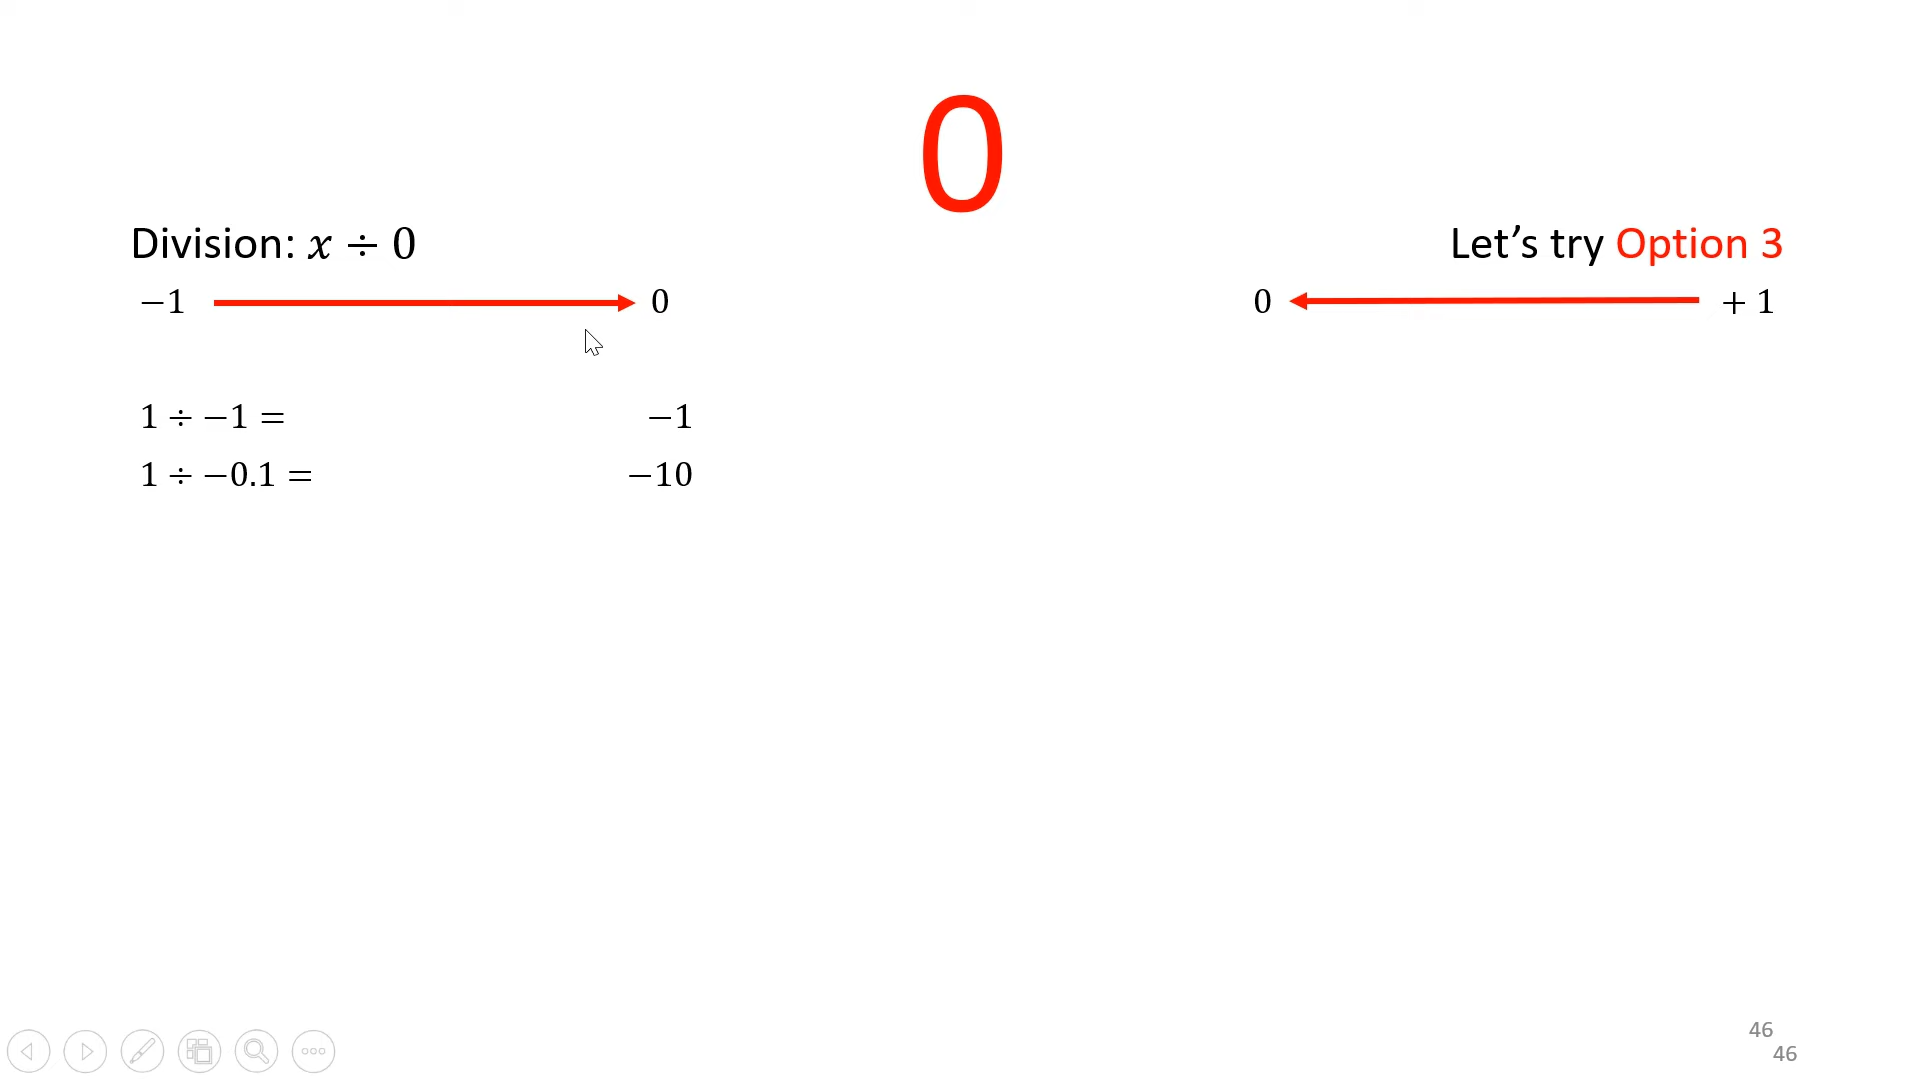 0
Division: 𝑥 ÷ 0
Let’s try Option 3
−1 0
0 + 1
1 ÷ −1 = −1
1 ÷ −0.1 = −10
46
46